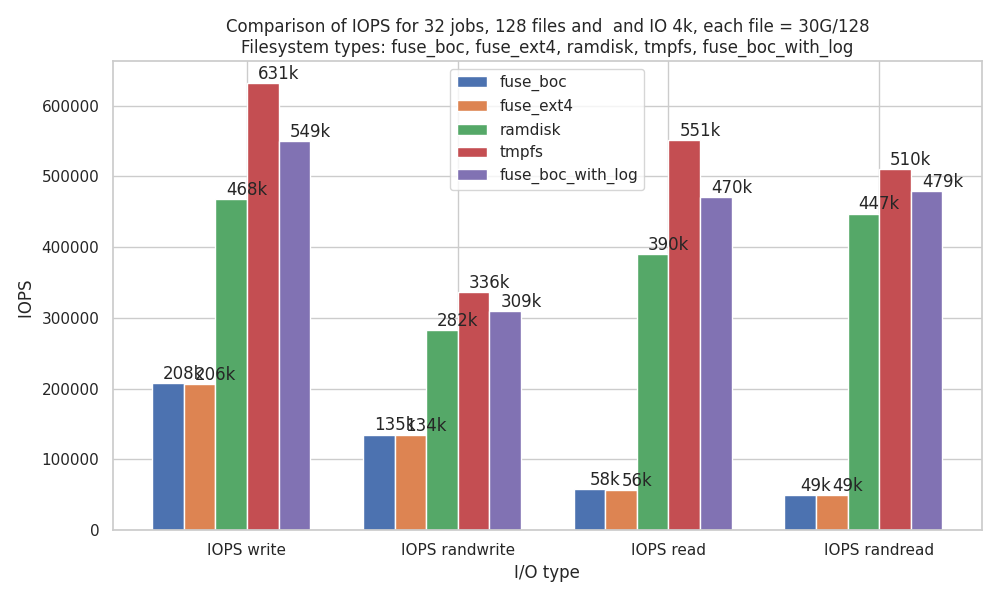 Comparison of IOPS for 32 jobs, 128 files and  and IO 4k, each file = 30G/128
Filesystem types: fuse_boc, fuse_ext4, ramdisk, tmpfs, fuse_boc_with_log
IOPS
600000
500000
400000
300000
200000
100000
0
fuse_boc
fuse_ext4
ramdisk
tmpfs
fuse_boc_with_log
208k
206k
468k
631k
549k
135k
134k
282k
336k
309k
58k
56k
390k
551k
470k
49k
49k
447k
510k
479k
IOPS write
IOPS randwrite
IOPS read
IOPS randread
I/O type